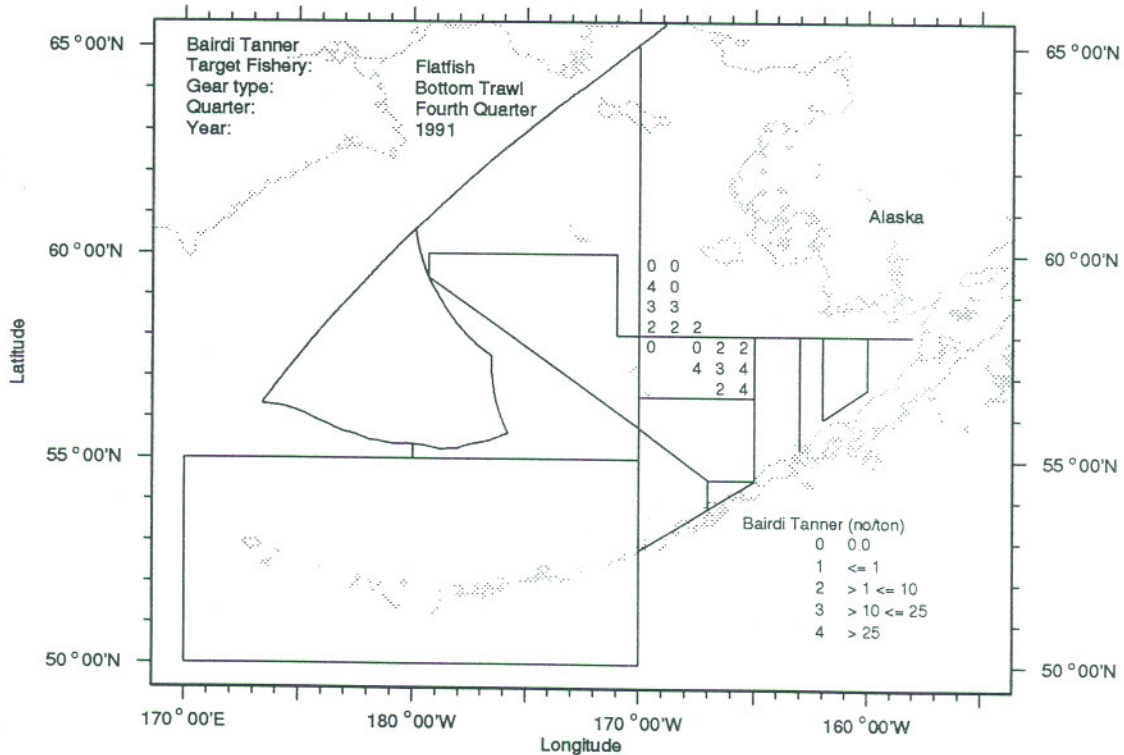 Bairdi Tanner
Target Fishery: Flatfish
Gear type: Bottom Trawl
Quarter: Fourth Quarter
Year: 1991
65°00'N 65°00'N
60°00'N 60°00'N
55°00'N 55°00'N
50°00'N 50°00'N
Latitude
Alaska
0 0
4 0
3 3
2 2 2
0 0 2 2
4 3 4
2 4
Bairdi Tanner (no/ton)
0 0.0
1 <= 1
2 > 1 <= 10
3 > 10 <= 25
4 > 25
170°00'E 180°00'W 170°00'W 160°00'W
Longitude